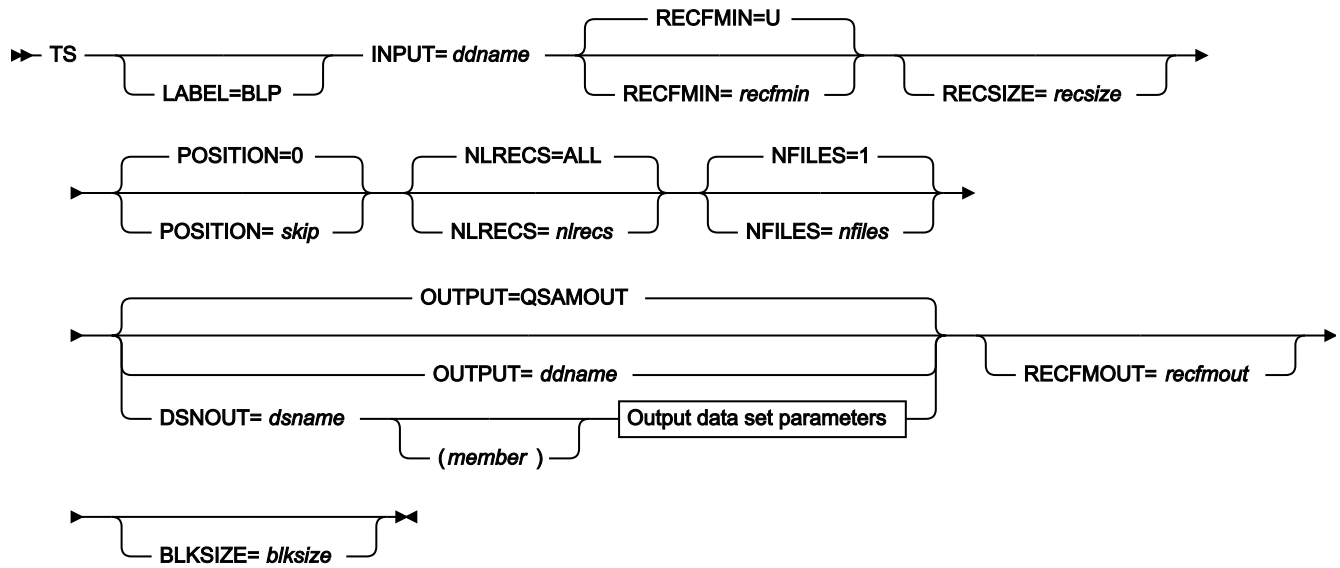 RECFMIN=U
TS INPUT= ddname
LABEL=BLP RECFMIN= recfmin RECSIZE= recsize
POSITION=0 NLRECS=ALL NFILES=1
POSITION= skip NLRECS= nlrecs NFILES= nfiles
OUTPUT=QSAMOUT
OUTPUT= ddname RECFMOUT= recfmout
DSNOUT= dsname Output data set parameters
(member )
BLKSIZE= blksize